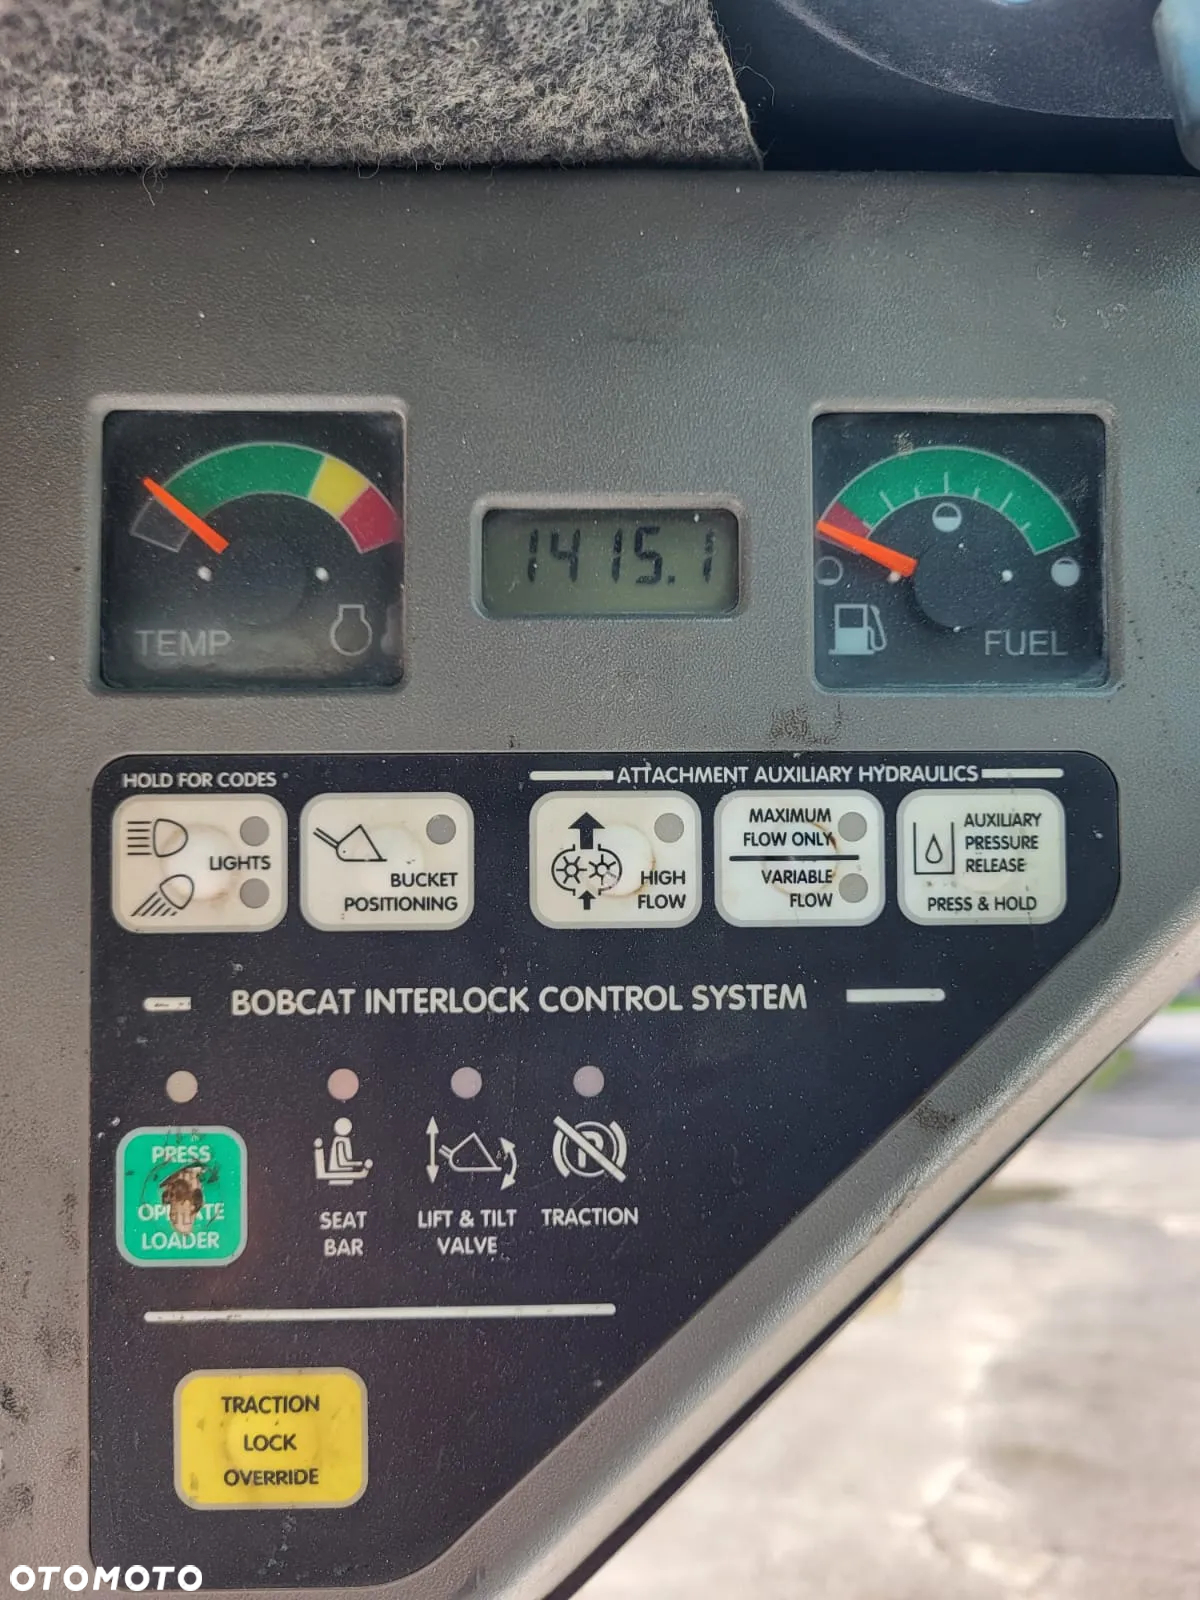 1415.1
TEMP
FUEL
HOLD FOR CODES
ATTACHMENT AUXILIARY HYDRAULICS
LIGHTS
BUCKET
POSITIONING
HIGH
FLOW
MAXIMUM
FLOW ONLY
VARIABLE
FLOW
AUXILIARY
PRESSURE
RELEASE
PRESS & HOLD
BOBCAT INTERLOCK CONTROL SYSTEM
PRESS
OPERATE
LOADER
SEAT
BAR
LIFT & TILT
VALVE
P
TRACTION
TRACTION
LOCK
OVERRIDE
OTOMOTO